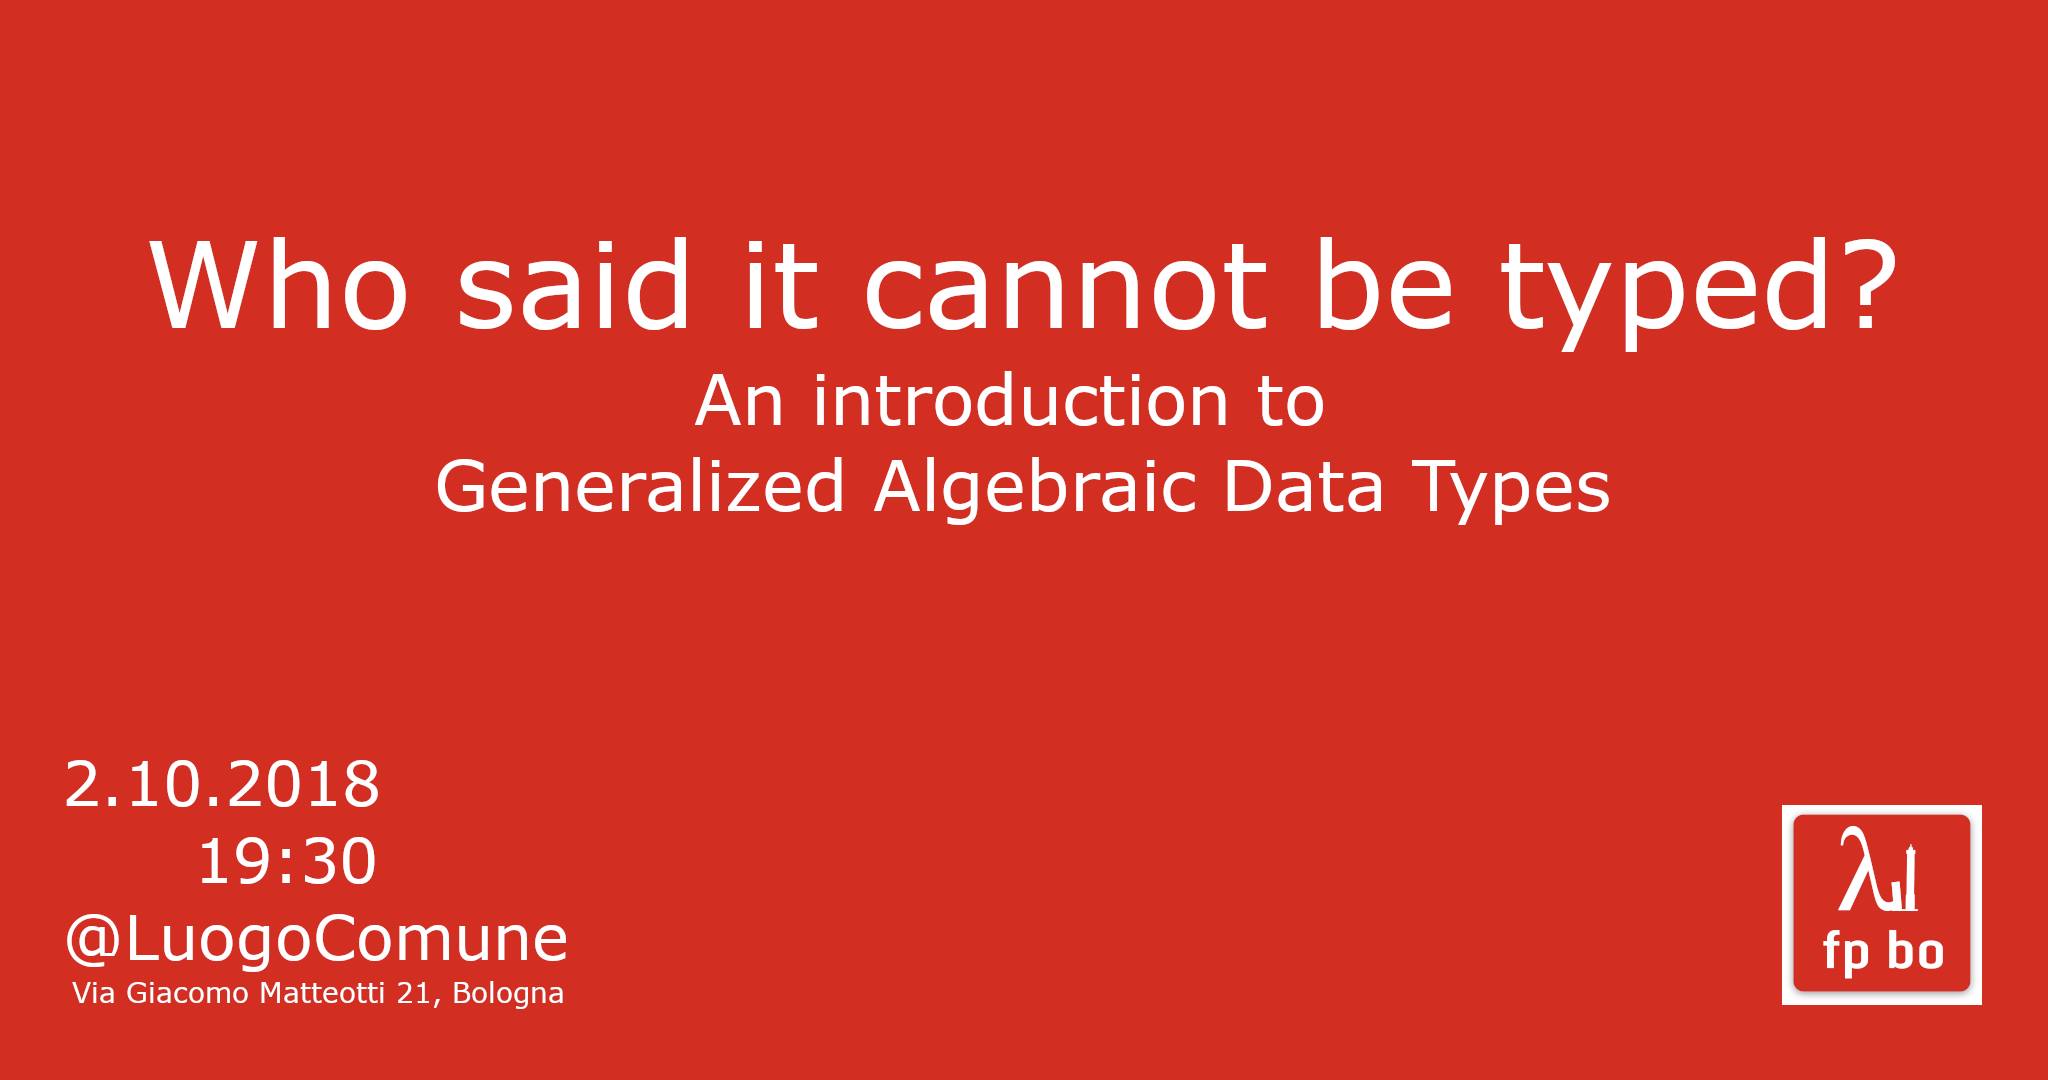 Who said it cannot be typed?
An introduction to
Generalized Algebraic Data Types
2.10.2018
19:30
@LuogoComune
Via Giacomo Matteotti 21, Bologna
λ
fp bo